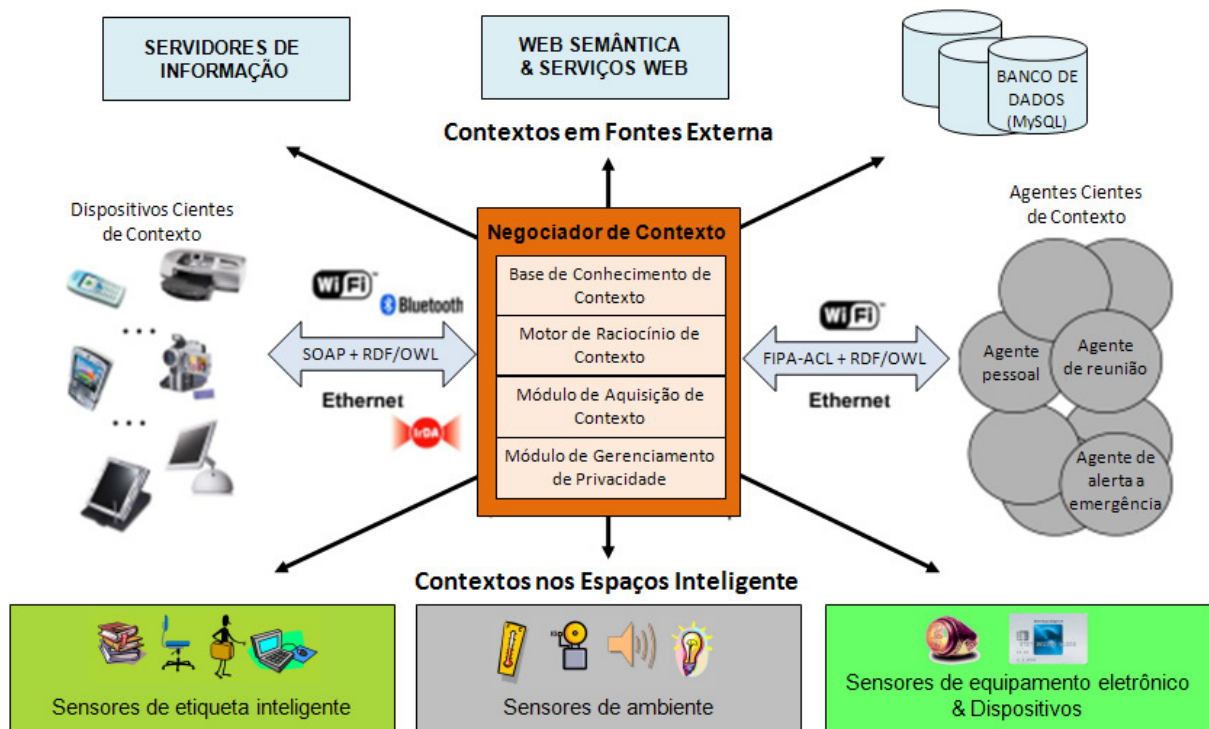 SERVIDORES DE
INFORMAÇÃO
WEB SEMÂNTICA
& SERVIÇOS WEB
BANCO DE
DADOS
(MySQL)
Contextos em Fontes Externa
Dispositivos Cientes
de Contexto
Agentes Cientes
de Contexto
Negociador de Contexto
Base de Conhecimento de
Contexto
Motor de Raciocínio de
Contexto
Módulo de Aquisição de
Contexto
Módulo de Gerenciamento
de Privacidade
WiFi™
Bluetooth
SOAP + RDF/OWL
Ethernet
IrDA
WiFi™
FIPA-ACL + RDF/OWL
Ethernet
Agente
pessoal
Agente
de reunião
Agente de
alerta a
emergência
...
...
Contextos nos Espaços Inteligente
Sensores de etiqueta inteligente
Sensores de ambiente
Sensores de equipamento eletrônico
& Dispositivos